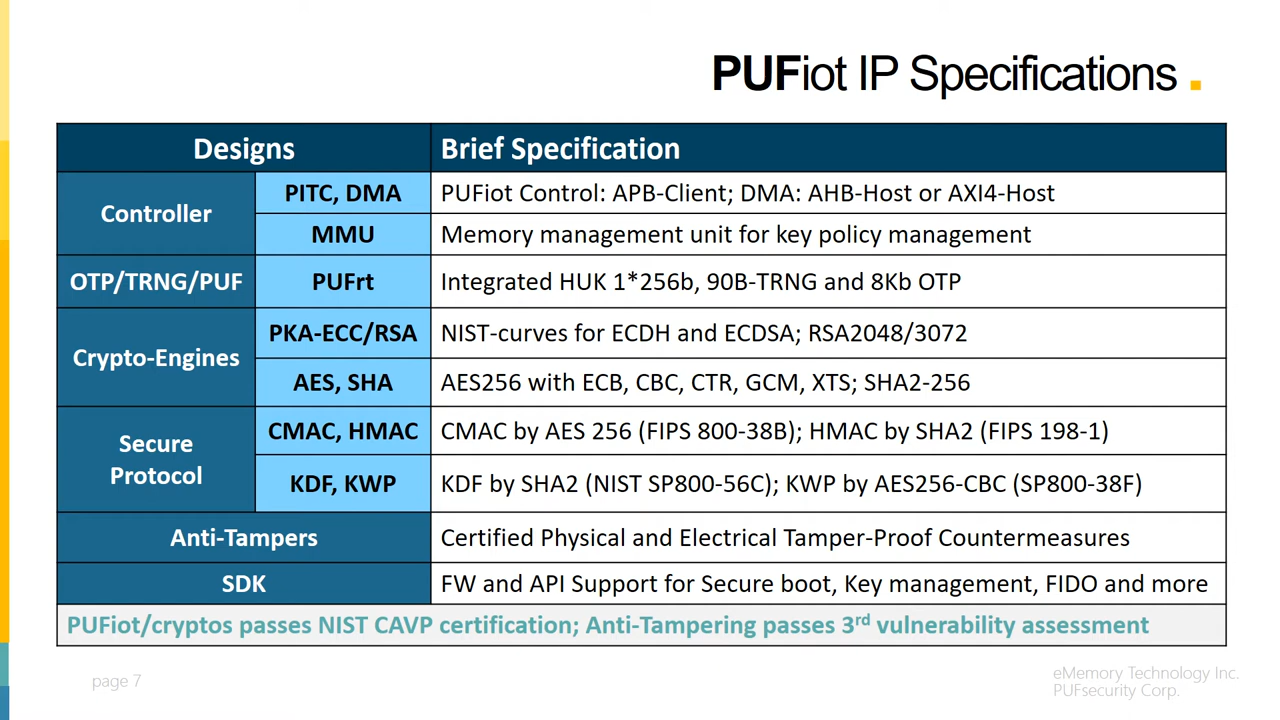 PUFiot IP Specifications .
Designs Brief Specification
Controller
PITC, DMA PUFiot Control: APB-Client; DMA: AHB-Host or AXI4-Host
MMU Memory management unit for key policy management
OTP/TRNG/PUF PUFrt Integrated HUK 1*256b, 90B-TRNG and 8Kb OTP
Crypto-Engines
PKA-ECC/RSA NIST-curves for ECDH and ECDSA; RSA2048/3072
AES, SHA AES256 with ECB, CBC, CTR, GCM, XTS; SHA2-256
Secure
Protocol
CMAC, HMAC CMAC by AES 256 (FIPS 800-38B); HMAC by SHA2 (FIPS 198-1)
KDF, KWP KDF by SHA2 (NIST SP800-56C); KWP by AES256-CBC (SP800-38F)
Anti-Tampers Certified Physical and Electrical Tamper-Proof Countermeasures
SDK FW and API Support for Secure boot, Key management, FIDO and more
PUFiot/cryptos passes NIST CAVP certification; Anti-Tampering passes 3rd vulnerability assessment
page 7
eMemory Technology Inc.
PUFsecurity Corp.